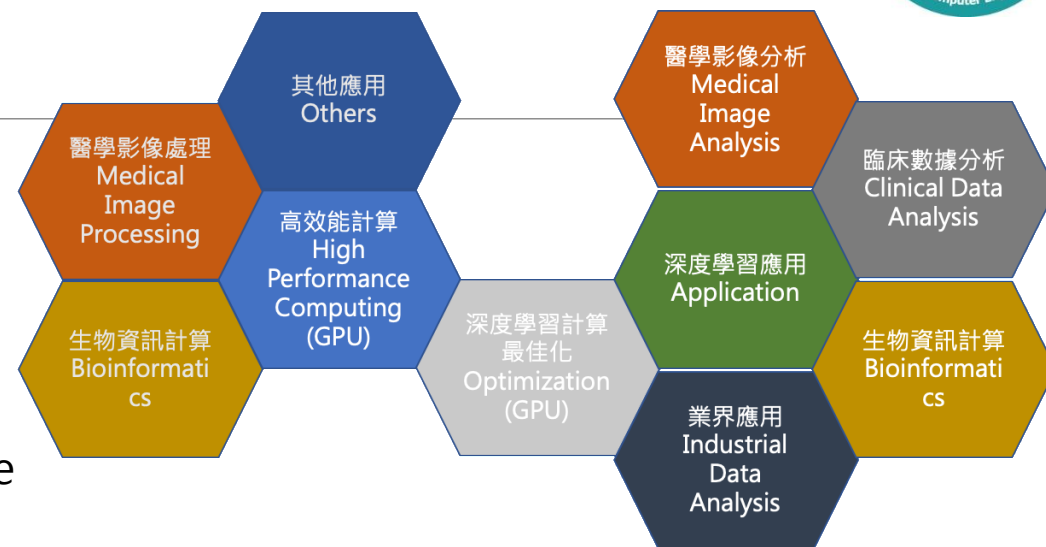 其他應用
Others
醫學影像處理
Medical
Image
Processing
高效能計算
High
Performance
Computing
(GPU)
生物資訊計算
Bioinformati
cs
深度學習計算
最佳化
Optimization
(GPU)
醫學影像分析
Medical
Image
Analysis
臨床數據分析
Clinical Data
Analysis
深度學習應用
Application
生物資訊計算
Bioinformati
cs
業界應用
Industrial
Data
Analysis
e